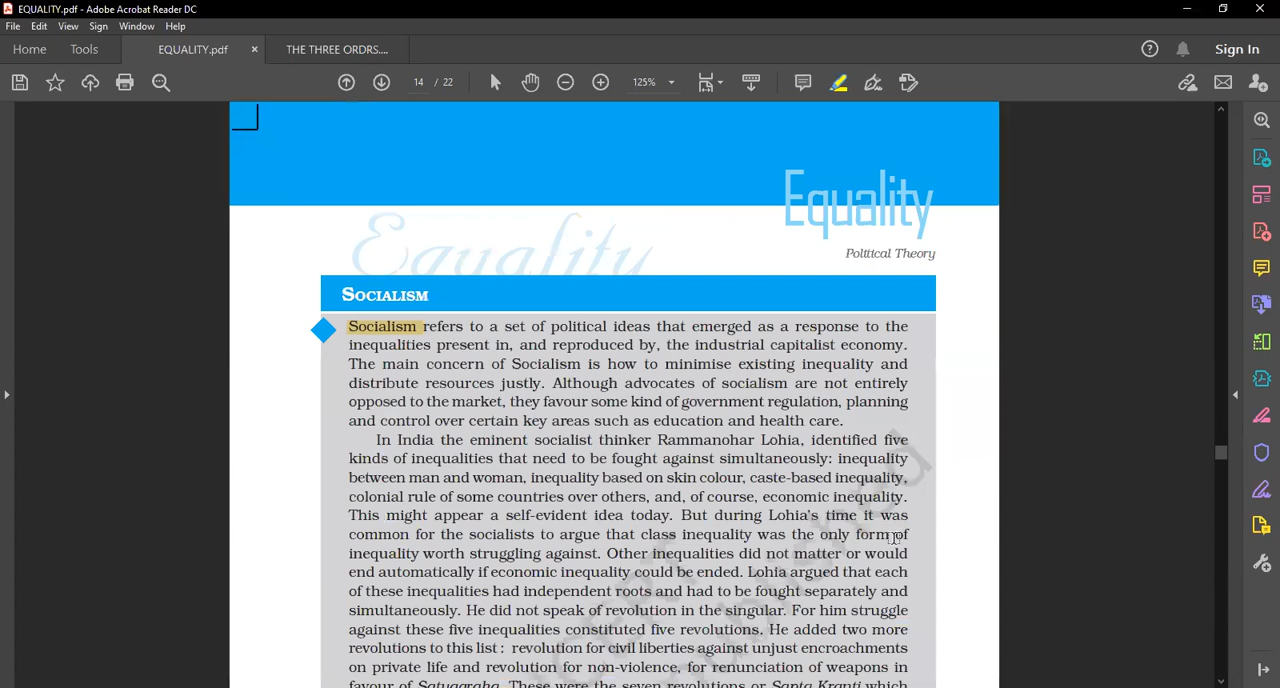 EQUALITY.pdf - Adobe Acrobat Reader DC
File Edit View Sign Window Help
Home Tools EQUALITY.pdf × THE THREE ORDRS.... Sign In
14 / 22 125%
Equality
Equality
Political Theory
SOCIALISM
Socialism refers to a set of political ideas that emerged as a response to the
inequalities present in, and reproduced by, the industrial capitalist economy.
The main concern of Socialism is how to minimise existing inequality and
distribute resources justly. Although advocates of socialism are not entirely
opposed to the market, they favour some kind of government regulation, planning
and control over certain key areas such as education and health care.
In India the eminent socialist thinker Rammanohar Lohia, identified five
kinds of inequalities that need to be fought against simultaneously: inequality
between man and woman, inequality based on skin colour, caste-based inequality,
colonial rule of some countries over others, and, of course, economic inequality.
This might appear a self-evident idea today. But during Lohia's time it was
common for the socialists to argue that class inequality was the only form of
inequality worth struggling against. Other inequalities did not matter or would
end automatically if economic inequality could be ended. Lohia argued that each
of these inequalities had independent roots and had to be fought separately and
simultaneously. He did not speak of revolution in the singular. For him struggle
against these five inequalities constituted five revolutions. He added two more
revolutions to this list : revolution for civil liberties against unjust encroachments
on private life and revolution for non-violence, for renunciation of weapons in
favour of Satyagraha. These were the seven revolutions or Sapta Kranti which